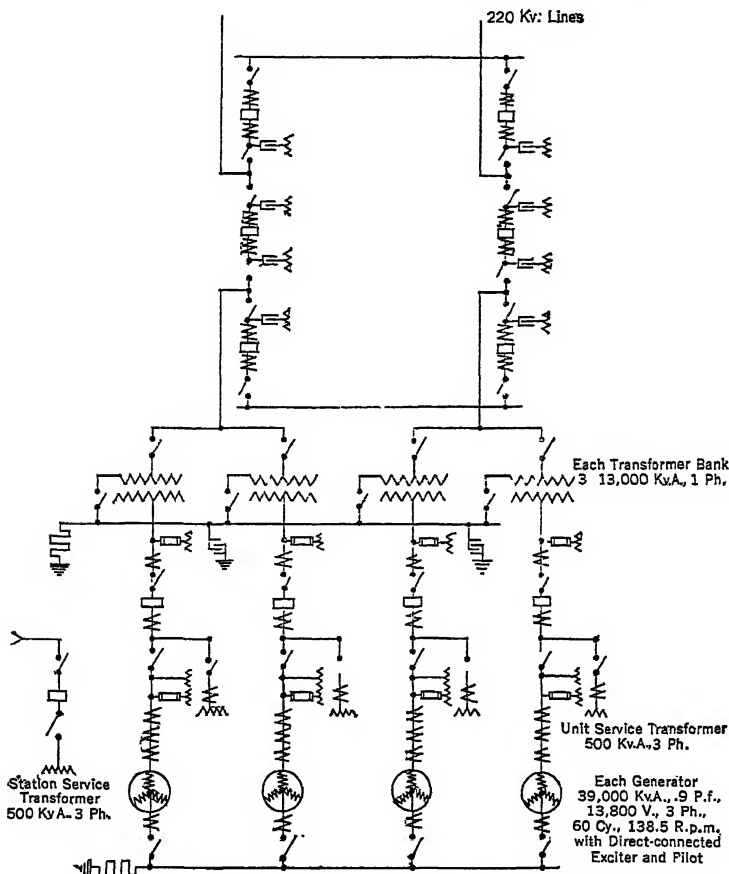 220 Kv. Lines
Each Transformer Bank
3 13,000 Kv.A., 1 Ph.
Unit Service Transformer
500 Kv.A., 3 Ph.
Station Service
Transformer
500 Kv.A. 3 Ph.
Each Generator
39,000 Kv.A., .9 P.f.,
13,800 V., 3 Ph.,
60 Cy., 138.5 R.p.m.
with Direct-connected
Exciter and Pilot